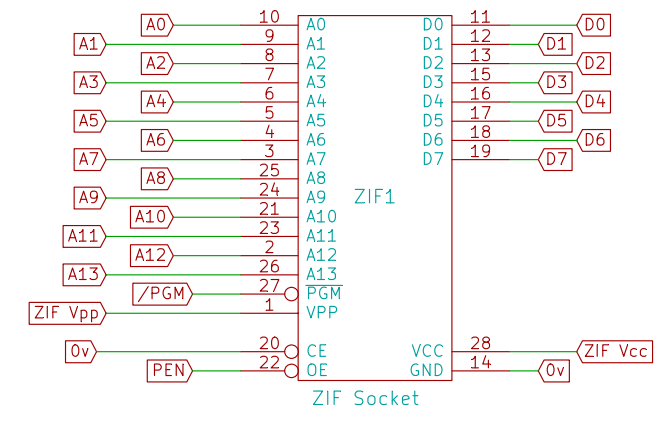 A0 10 A0 D0 11 D0
A1 9 A1 D1 12 D1
A2 8 A2 D2 13 D2
A3 7 A3 D3 15 D3
A4 6 A4 D4 16 D4
A5 5 A5 D5 17 D5
A6 4 A6 D6 18 D6
A7 3 A7 D7 19 D7
A8 25 A8
A9 24 A9 ZIF1
A10 21 A10
A11 23 A11
A12 2 A12
A13 26 A13
/PGM 27 PGM
ZIF Vpp 1 VPP
0v 20 CE VCC 28 ZIF Vcc
PEN 22 OE GND 14 0v
ZIF Socket